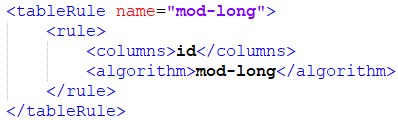 <tableRule name="mod-long">
    <rule>
        <columns>id</columns>
        <algorithm>mod-long</algorithm>
    </rule>
</tableRule>